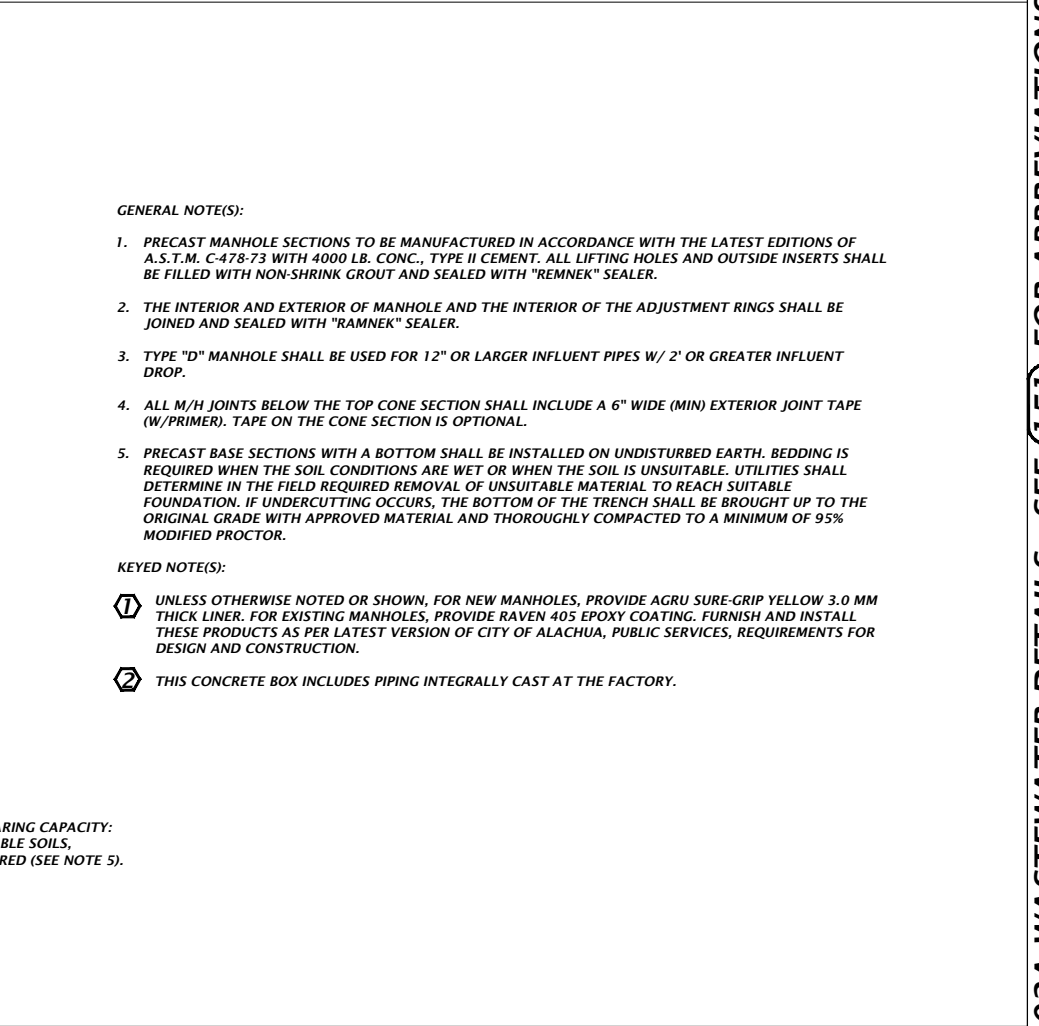 GENERAL NOTE(S):
1. PRECAST MANHOLE SECTIONS TO BE MANUFACTURED IN ACCORDANCE WITH THE LATEST EDITIONS OF
A.S.T.M. C-478-73 WITH 4000 LB. CONC., TYPE II CEMENT. ALL LIFTING HOLES AND OUTSIDE INSERTS SHALL
BE FILLED WITH NON-SHRINK GROUT AND SEALED WITH "REMNEK" SEALER.
2. THE INTERIOR AND EXTERIOR OF MANHOLE AND THE INTERIOR OF THE ADJUSTMENT RINGS SHALL BE
JOINED AND SEALED WITH "RAMNEK" SEALER.
3. TYPE "D" MANHOLE SHALL BE USED FOR 12" OR LARGER INFLUENT PIPES W/ 2' OR GREATER INFLUENT
DROP.
4. ALL M/H JOINTS BELOW THE TOP CONE SECTION SHALL INCLUDE A 6" WIDE (MIN) EXTERIOR JOINT TAPE
(W/PRIMER). TAPE ON THE CONE SECTION IS OPTIONAL.
5. PRECAST BASE SECTIONS WITH A BOTTOM SHALL BE INSTALLED ON UNDISTURBED EARTH. BEDDING IS
REQUIRED WHEN THE SOIL CONDITIONS ARE WET OR WHEN THE SOIL IS UNSUITABLE. UTILITIES SHALL
DETERMINE IN THE FIELD REQUIRED REMOVAL OF UNSUITABLE MATERIAL TO REACH SUITABLE
FOUNDATION. IF UNDERCUTTING OCCURS, THE BOTTOM OF THE TRENCH SHALL BE BROUGHT UP TO THE
ORIGINAL GRADE WITH APPROVED MATERIAL AND THOROUGHLY COMPACTED TO A MINIMUM OF 95%
MODIFIED PROCTOR.
KEYED NOTE(S):
1 UNLESS OTHERWISE NOTED OR SHOWN, FOR NEW MANHOLES, PROVIDE AGRU SURE-GRIP YELLOW 3.0 MM
THICK LINER. FOR EXISTING MANHOLES, PROVIDE RAVEN 405 EPOXY COATING. FURNISH AND INSTALL
THESE PRODUCTS AS PER LATEST VERSION OF CITY OF ALACHUA, PUBLIC SERVICES, REQUIREMENTS FOR
DESIGN AND CONSTRUCTION.
2 THIS CONCRETE BOX INCLUDES PIPING INTEGRALLY CAST AT THE FACTORY.
ARING CAPACITY:
BLE SOILS,
RED (SEE NOTE 5).